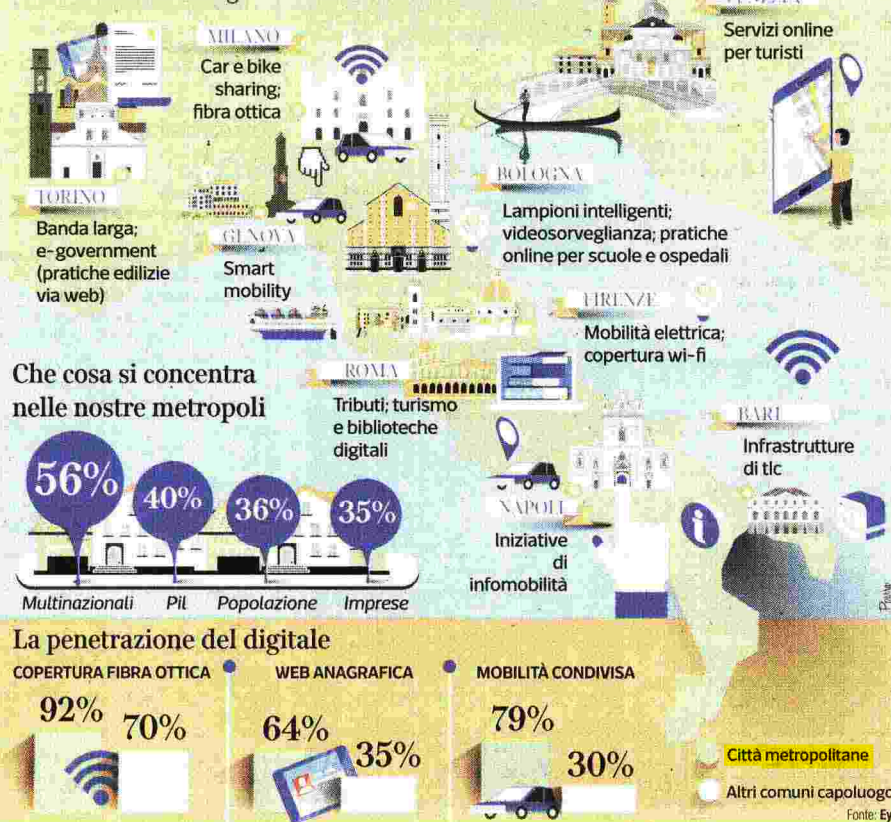 MILANO
Car e bike
sharing;
fibra ottica
Servizi online
per turisti
TORINO
Banda larga;
e-government
(pratiche edilizie
via web)
GENOVA
Smart
mobility
BOLOGNA
Lampioni intelligenti;
videosorveglianza; pratiche
online per scuole e ospedali
FIRENZE
Mobilità elettrica;
copertura wi-fi
ROMA
Tributi; turismo
e biblioteche
digitali
BARI
Infrastrutture
di tlc
NAPOLI
Iniziative
di
infomobilità
i
Che cosa si concentra
nelle nostre metropoli
56% 40% 36% 35%
Multinazionali Pil Popolazione Imprese
La penetrazione del digitale
COPERTURA FIBRA OTTICA WEB ANAGRAFICA MOBILITÀ CONDIVISA
92% 70% 64% 35% 79% 30%
Città metropolitane
Altri comuni capoluogo
Fonte: Ey